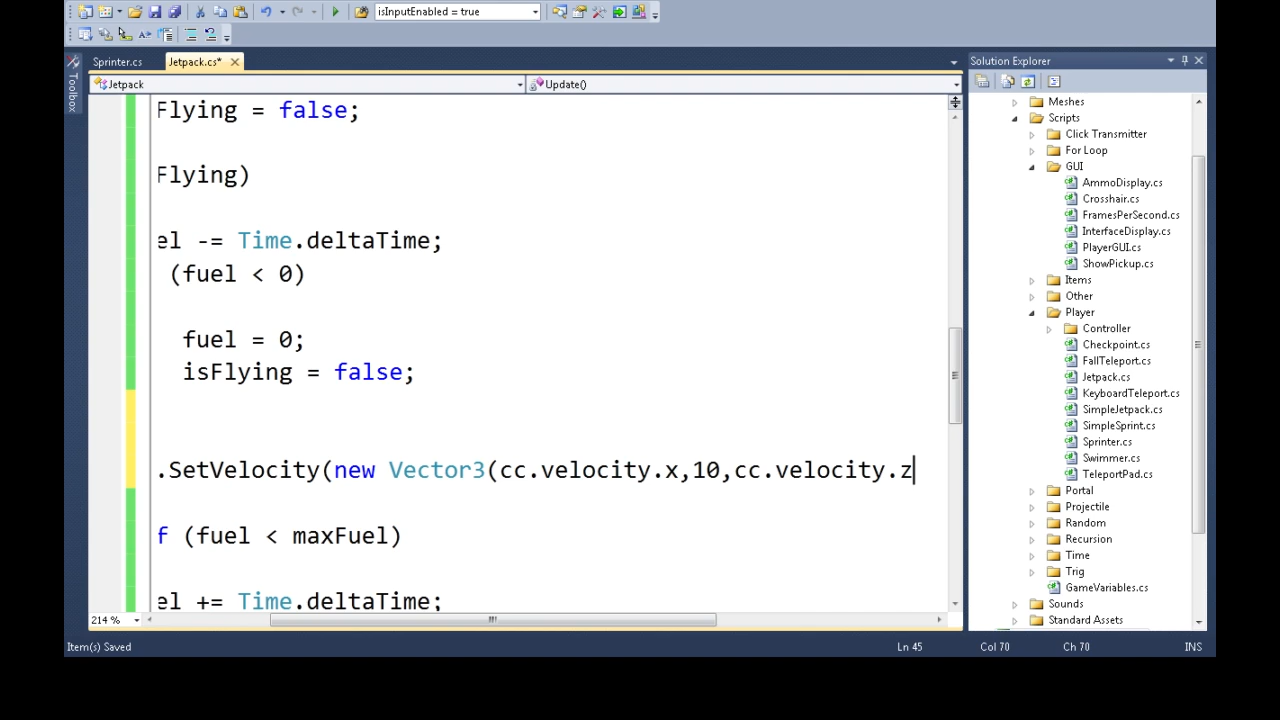 isInputEnabled = true
Sprinter.cs
Jetpack.cs*
Solution Explorer
Toolbox
Jetpack
Update()
Flying = false;
Flying)
el -= Time.deltaTime;
(fuel < 0)
fuel = 0;
isFlying = false;
.SetVelocity(new Vector3(cc.velocity.x,10,cc.velocity.z
f (fuel < maxFuel)
el += Time.deltaTime;
214 %
Meshes
Scripts
Click Transmitter
For Loop
GUI
AmmoDisplay.cs
Crosshair.cs
FramesPerSecond.cs
InterfaceDisplay.cs
PlayerGUI.cs
ShowPickup.cs
Items
Other
Player
Controller
Checkpoint.cs
FallTeleport.cs
Jetpack.cs
KeyboardTeleport.cs
SimpleJetpack.cs
SimpleSprint.cs
Sprinter.cs
Swimmer.cs
TeleportPad.cs
Portal
Projectile
Random
Recursion
Time
Trig
GameVariables.cs
Sounds
Standard Assets
Item(s) Saved
Ln 45
Col 70
Ch 70
INS